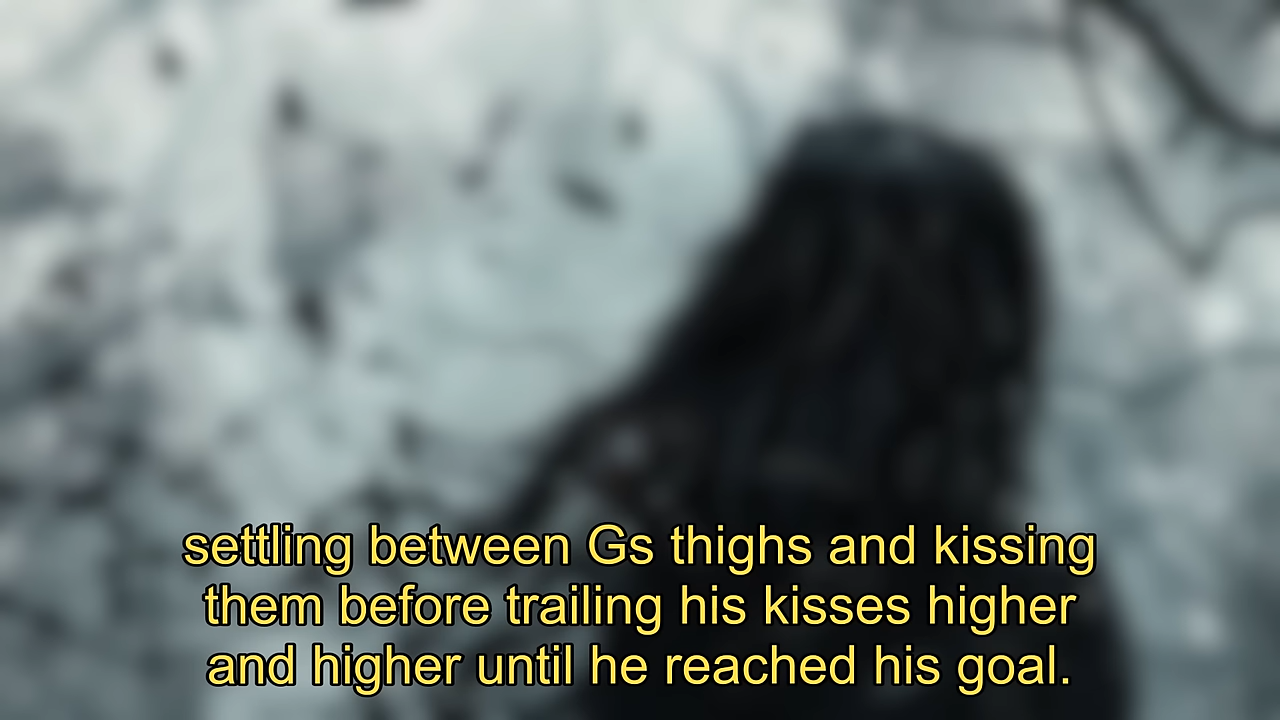 settling between Gs thighs and kissing
them before trailing his kisses higher
and higher until he reached his goal.